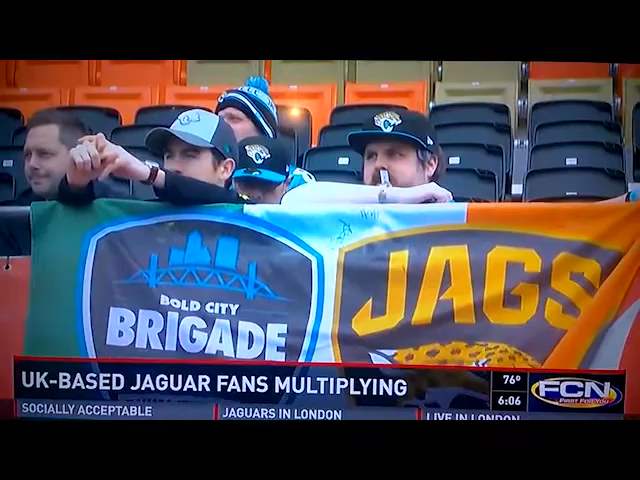 BOLD CITY
BRIGADE
JAGS
UK-BASED JAGUAR FANS MULTIPLYING
76°
6:06
FCN
FIRST FOR YOU
SOCIALLY ACCEPTABLE
JAGUARS IN LONDON
LIVE IN LONDON